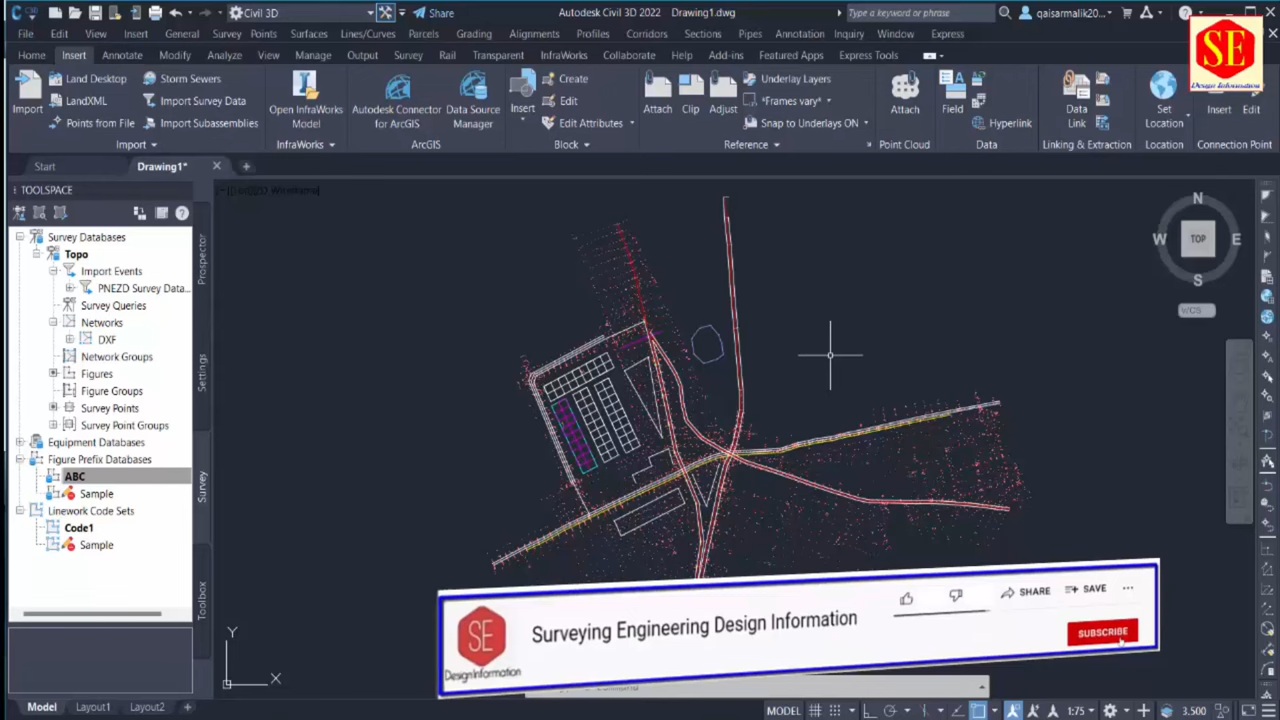 Civil 3D
Share
Autodesk Civil 3D 2022 Drawing1.dwg
Type a keyword or phrase
qaisarmalik20...
File Edit View Insert General Survey Points Surfaces Lines/Curves Parcels Grading Alignments Profiles Corridors Sections Pipes Annotation Inquiry Window Express
Home Insert Annotate Modify Analyze View Manage Output Survey Rail Transparent InfraWorks Collaborate Help Add-ins Featured Apps Express Tools
SE
Design Information
Import
Land Desktop
LandXML
Points from File
Storm Sewers
Import Survey Data
Import Subassemblies
Import
Open InfraWorks
Model
InfraWorks
Autodesk Connector
for ArcGIS
Data Source
Manager
ArcGIS
Insert
Create
Edit
Edit Attributes
Block
Attach
Clip
Adjust
Underlay Layers
*Frames vary*
Snap to Underlays ON
Reference
Attach
Point Cloud
Field
Hyperlink
Data
Data
Link
Linking & Extraction
Set
Location
Location
Insert
Edit
Connection Point
Start
Drawing1*
TOOLSPACE
Survey Databases
Topo
Import Events
PNEZD Survey Data...
Survey Queries
Networks
DXF
Network Groups
Figures
Figure Groups
Survey Points
Survey Point Groups
Equipment Databases
Figure Prefix Databases
ABC
Sample
Linework Code Sets
Code1
Sample
Prospector
Settings
Survey
Toolbox
N
W
TOP
E
S
WCS
Y
X
SE
DesignInformation
Surveying Engineering Design Information
SHARE
SAVE
SUBSCRIBE
Model
Layout1
Layout2
MODEL
1:75
3.500